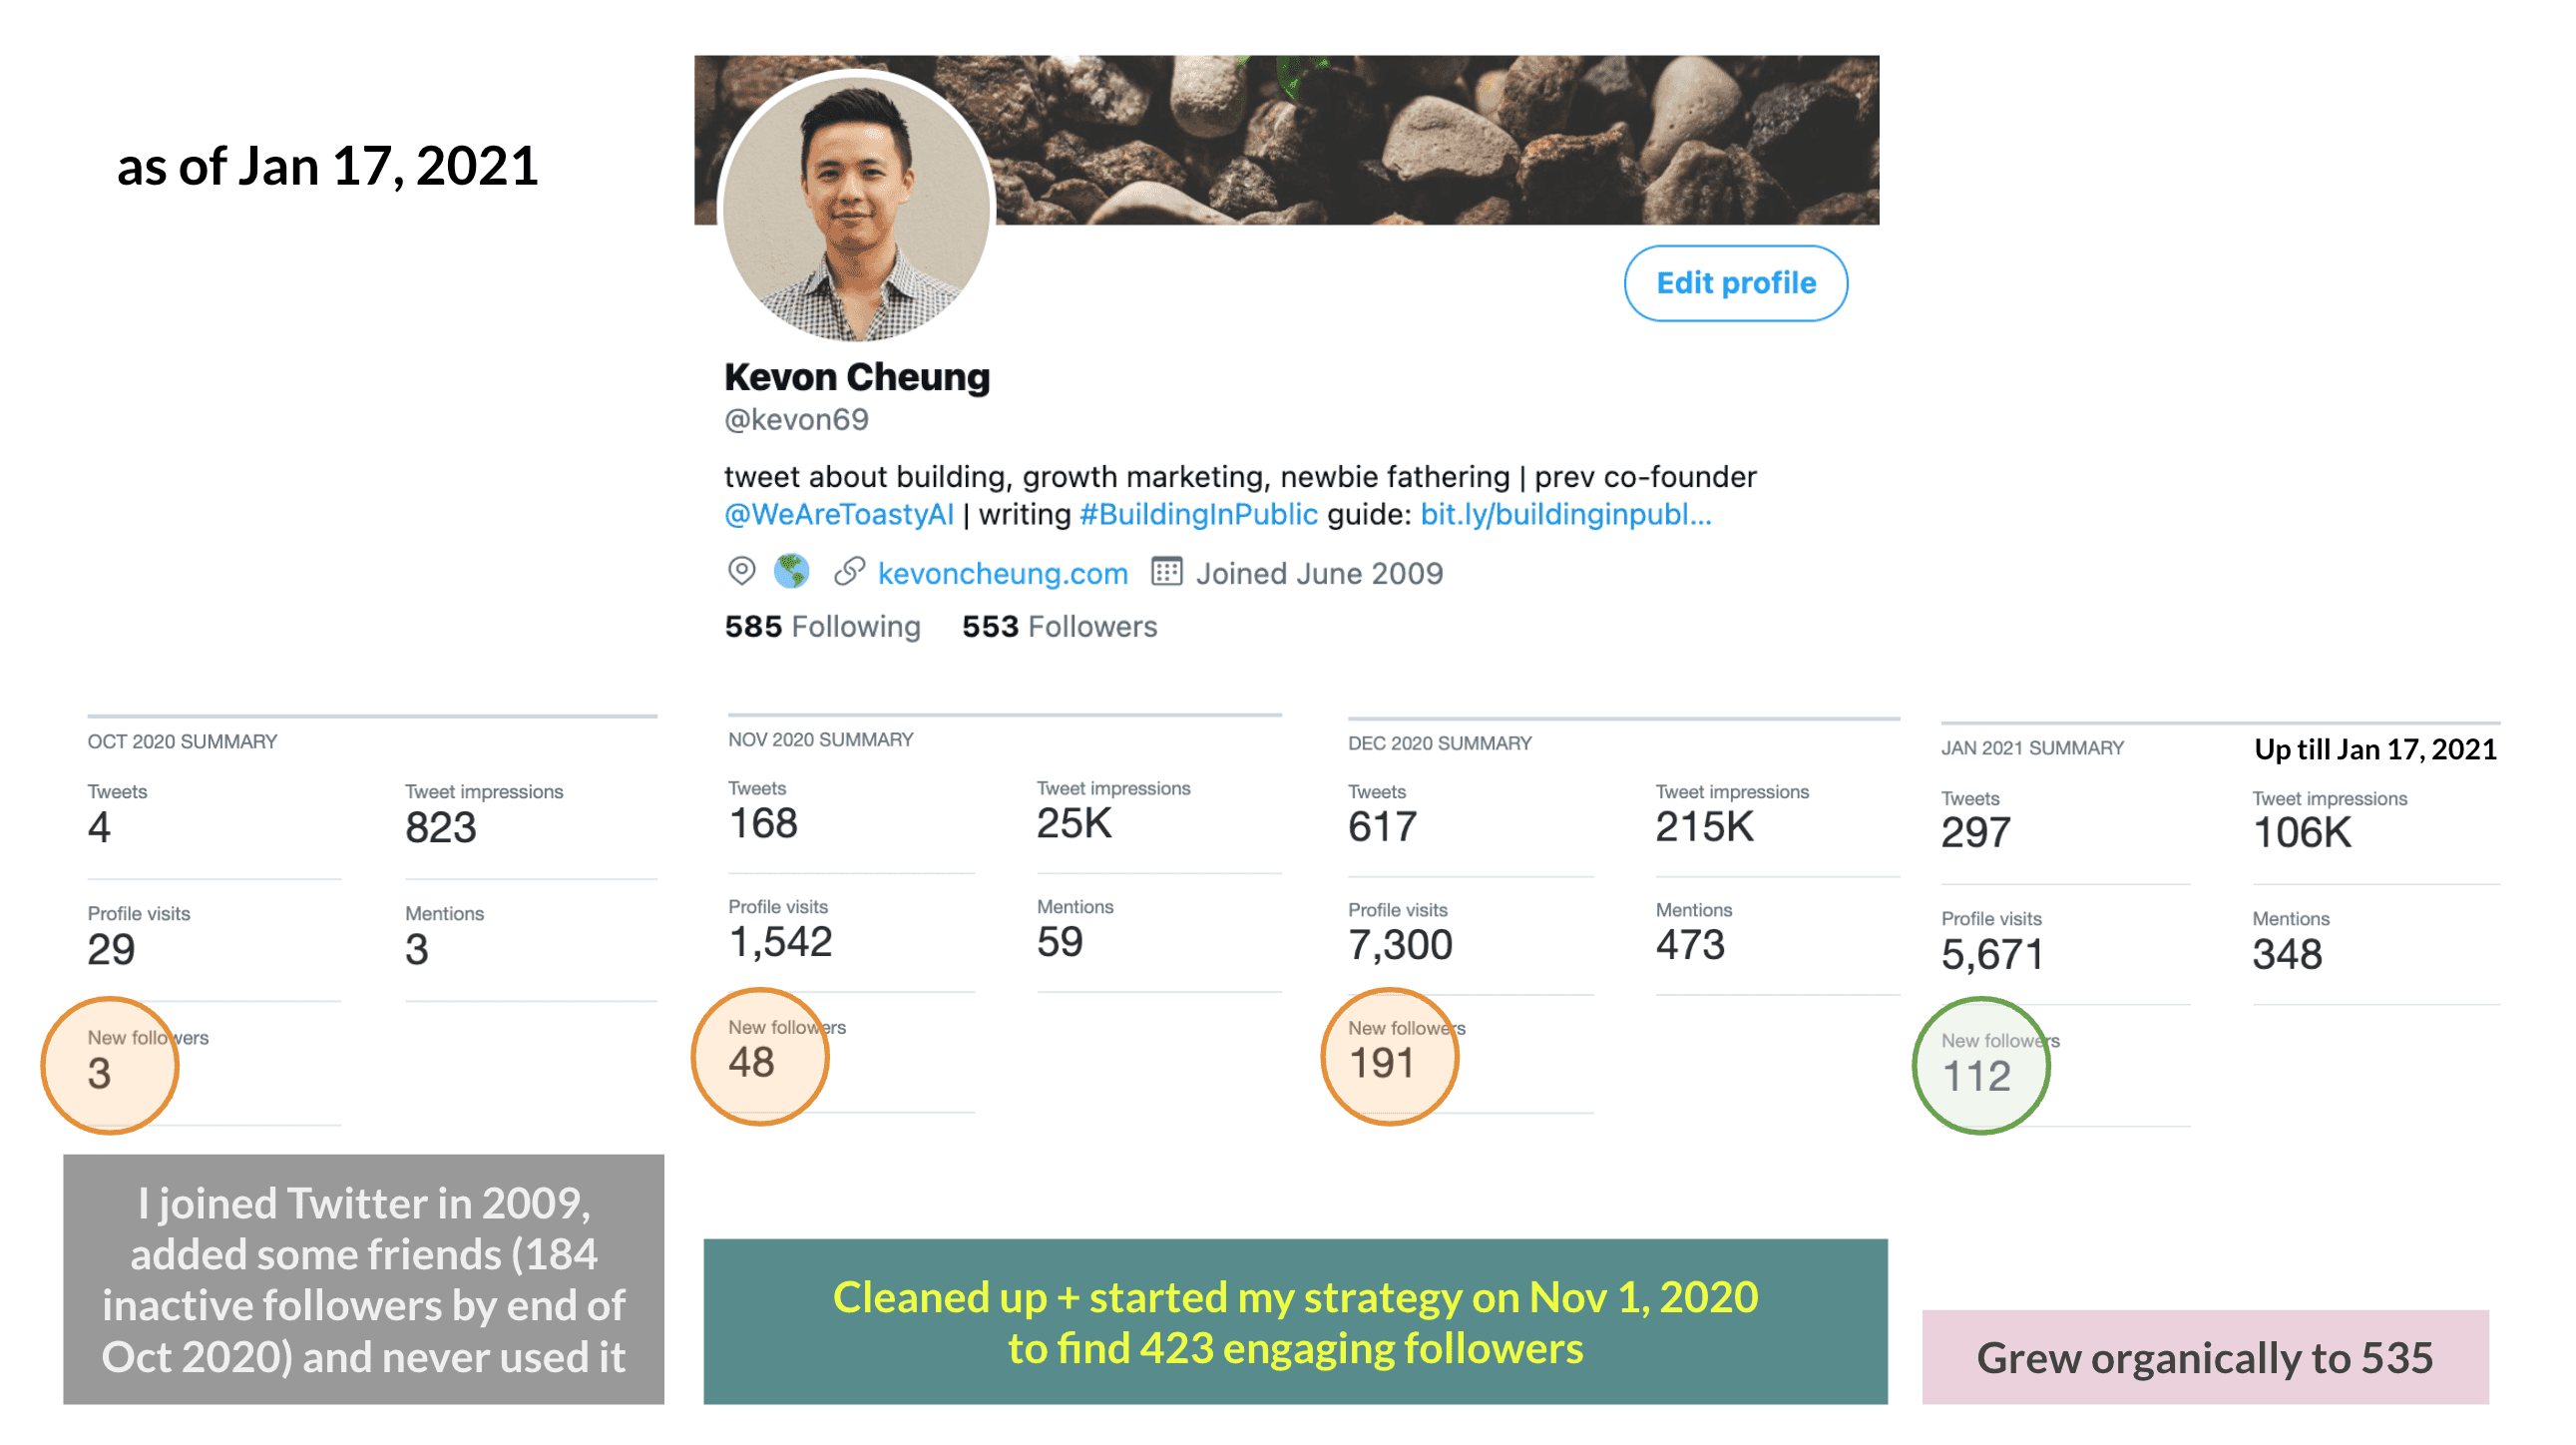 as of Jan 17, 2021
Edit profile
Kevon Cheung
@kevon69
tweet about building, growth marketing, newbie fathering | prev co-founder
@WeAreToastyAI | writing #BuildingInPublic guide: bit.ly/buildinginpubl...
kevoncheung.com Joined June 2009
585 Following 553 Followers
OCT 2020 SUMMARY
Tweets Tweet impressions
4 823
Profile visits Mentions
29 3
New followers
3
NOV 2020 SUMMARY
Tweets Tweet impressions
168 25K
Profile visits Mentions
1,542 59
New followers
48
DEC 2020 SUMMARY
Tweets Tweet impressions
617 215K
Profile visits Mentions
7,300 473
New followers
191
JAN 2021 SUMMARY Up till Jan 17, 2021
Tweets Tweet impressions
297 106K
Profile visits Mentions
5,671 348
New followers
112
I joined Twitter in 2009,
added some friends (184
inactive followers by end of
Oct 2020) and never used it
Cleaned up + started my strategy on Nov 1, 2020
to find 423 engaging followers
Grew organically to 535